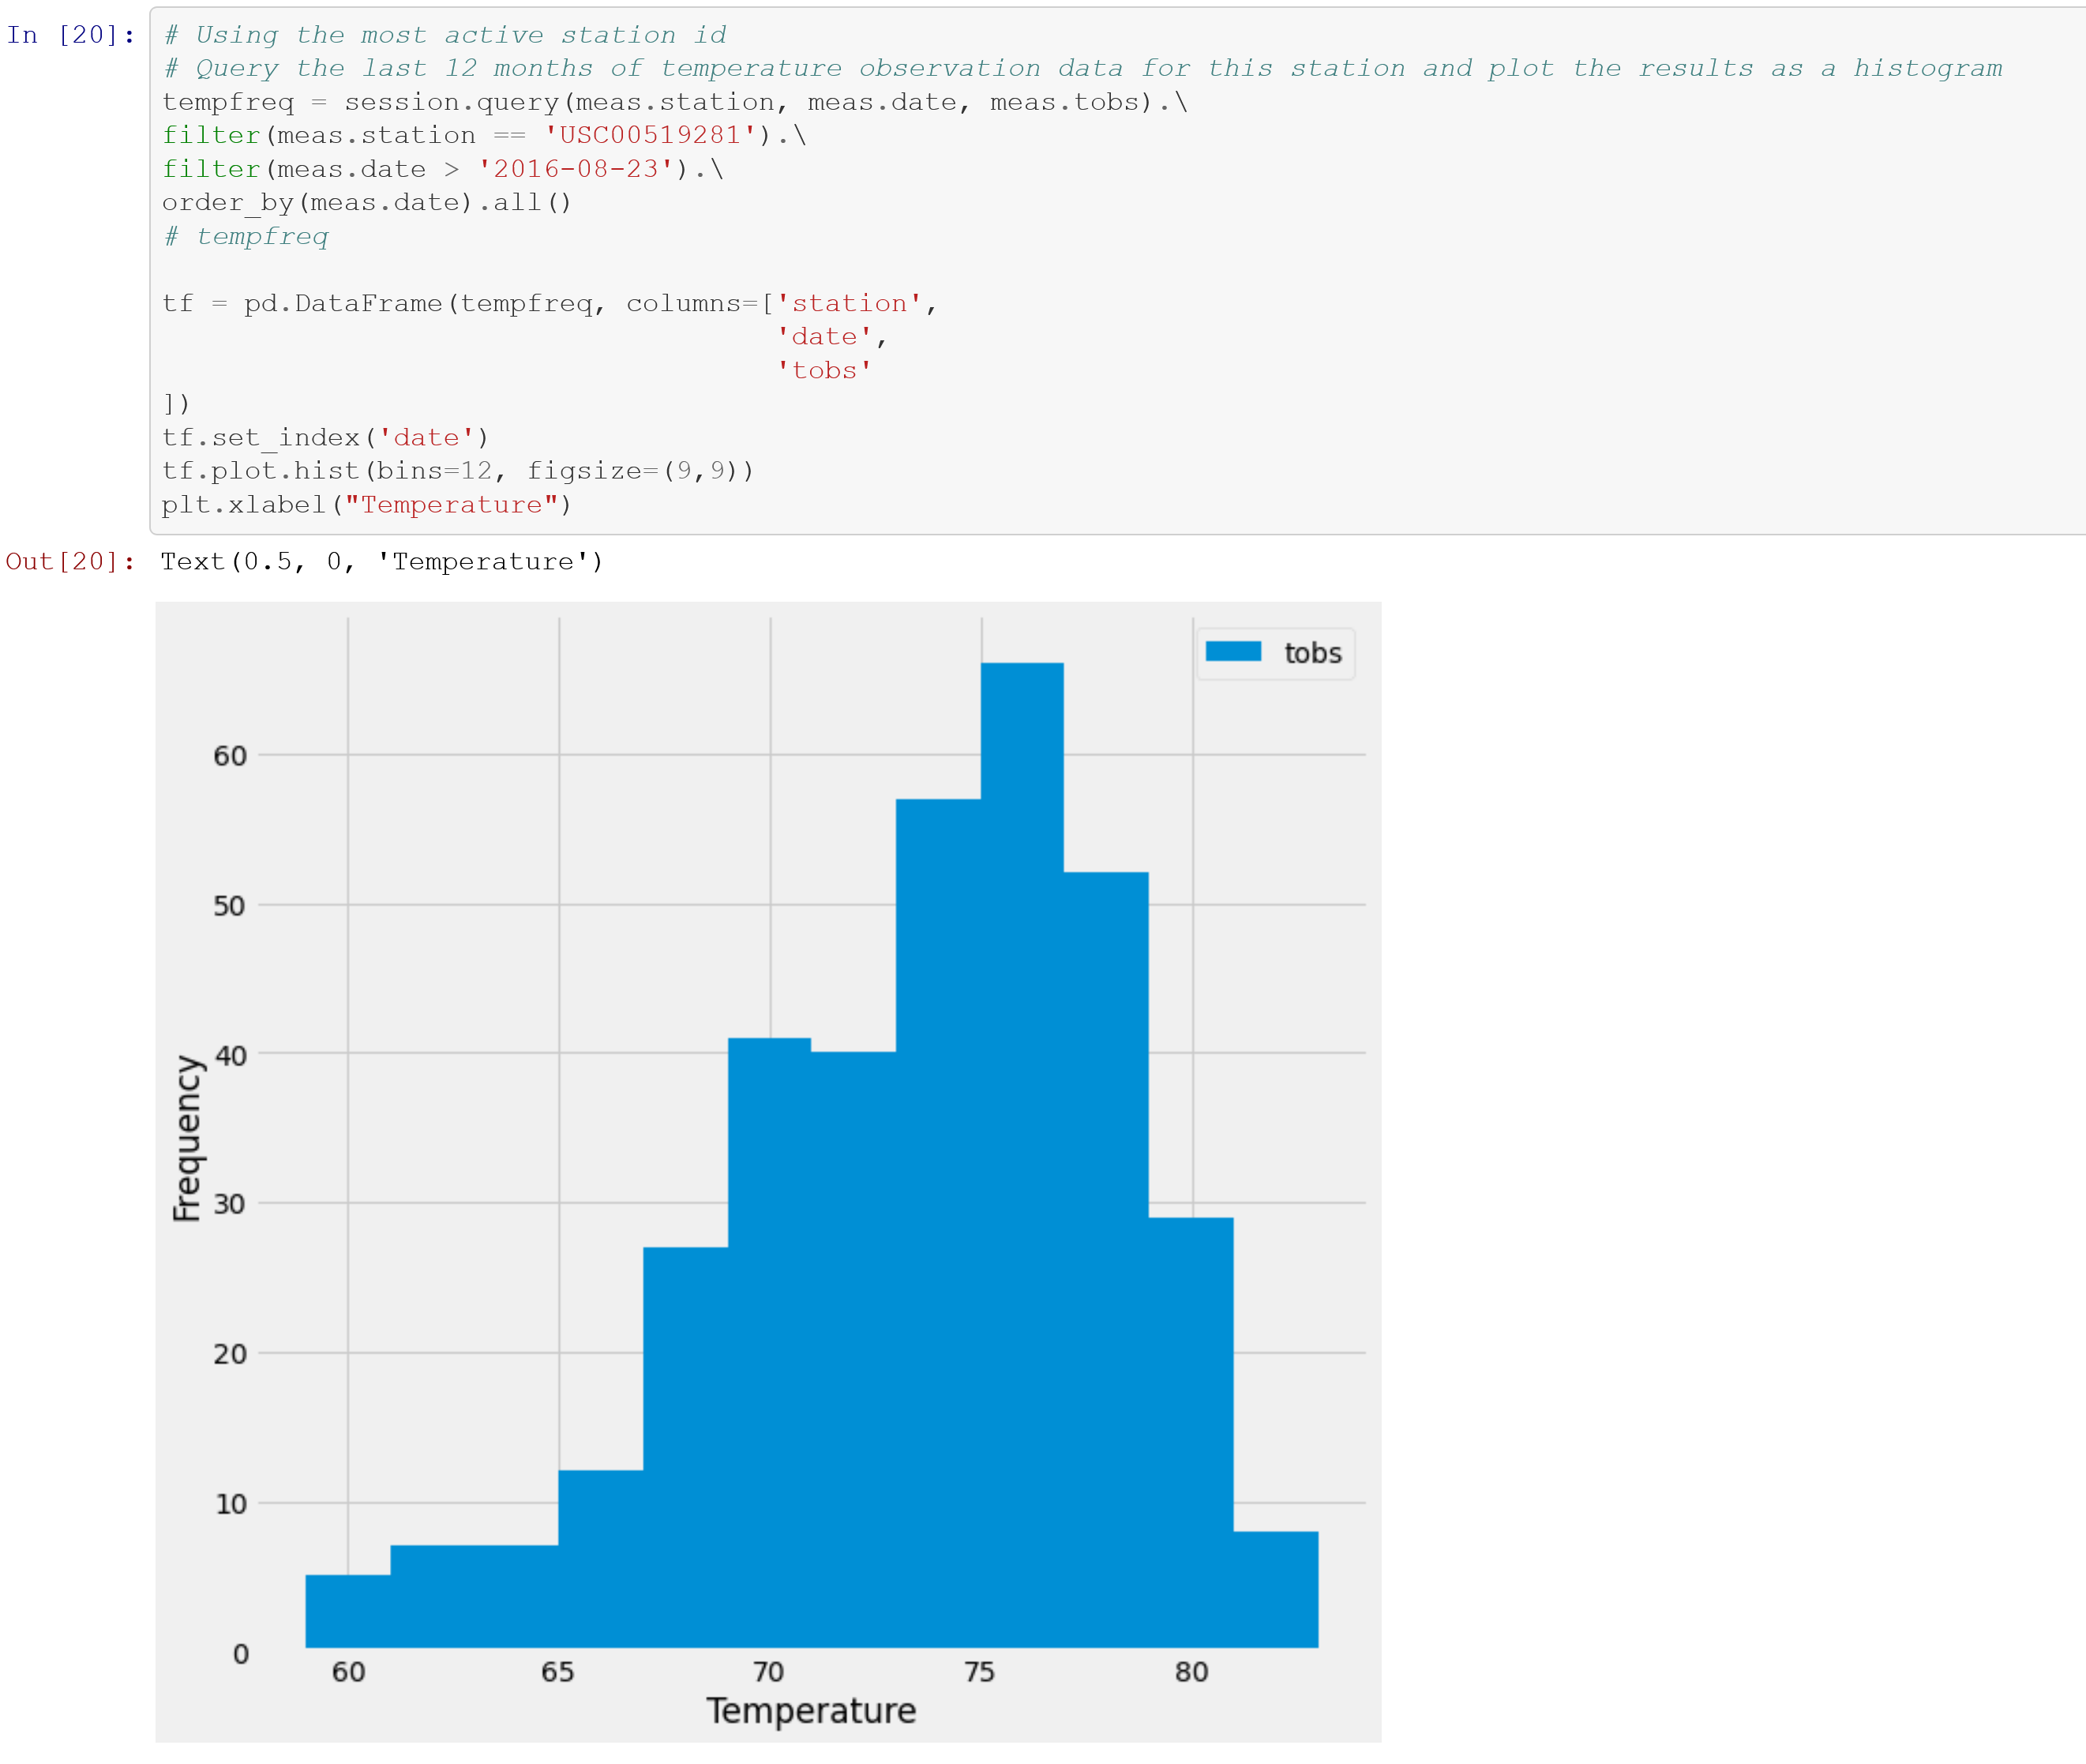 In [20]:
# Using the most active station id
# Query the last 12 months of temperature observation data for this station and plot the results as a histogram
tempfreq = session.query(meas.station, meas.date, meas.tobs).\
filter(meas.station == 'USC00519281').\
filter(meas.date > '2016-08-23').\
order_by(meas.date).all()
# tempfreq
tf = pd.DataFrame(tempfreq, columns=['station',
'date',
'tobs'
])
tf.set_index('date')
tf.plot.hist(bins=12, figsize=(9,9))
plt.xlabel("Temperature")
Out[20]: Text(0.5, 0, 'Temperature')
tobs
60
50
40
30
20
10
0
Frequency
60 65 70 75 80
Temperature